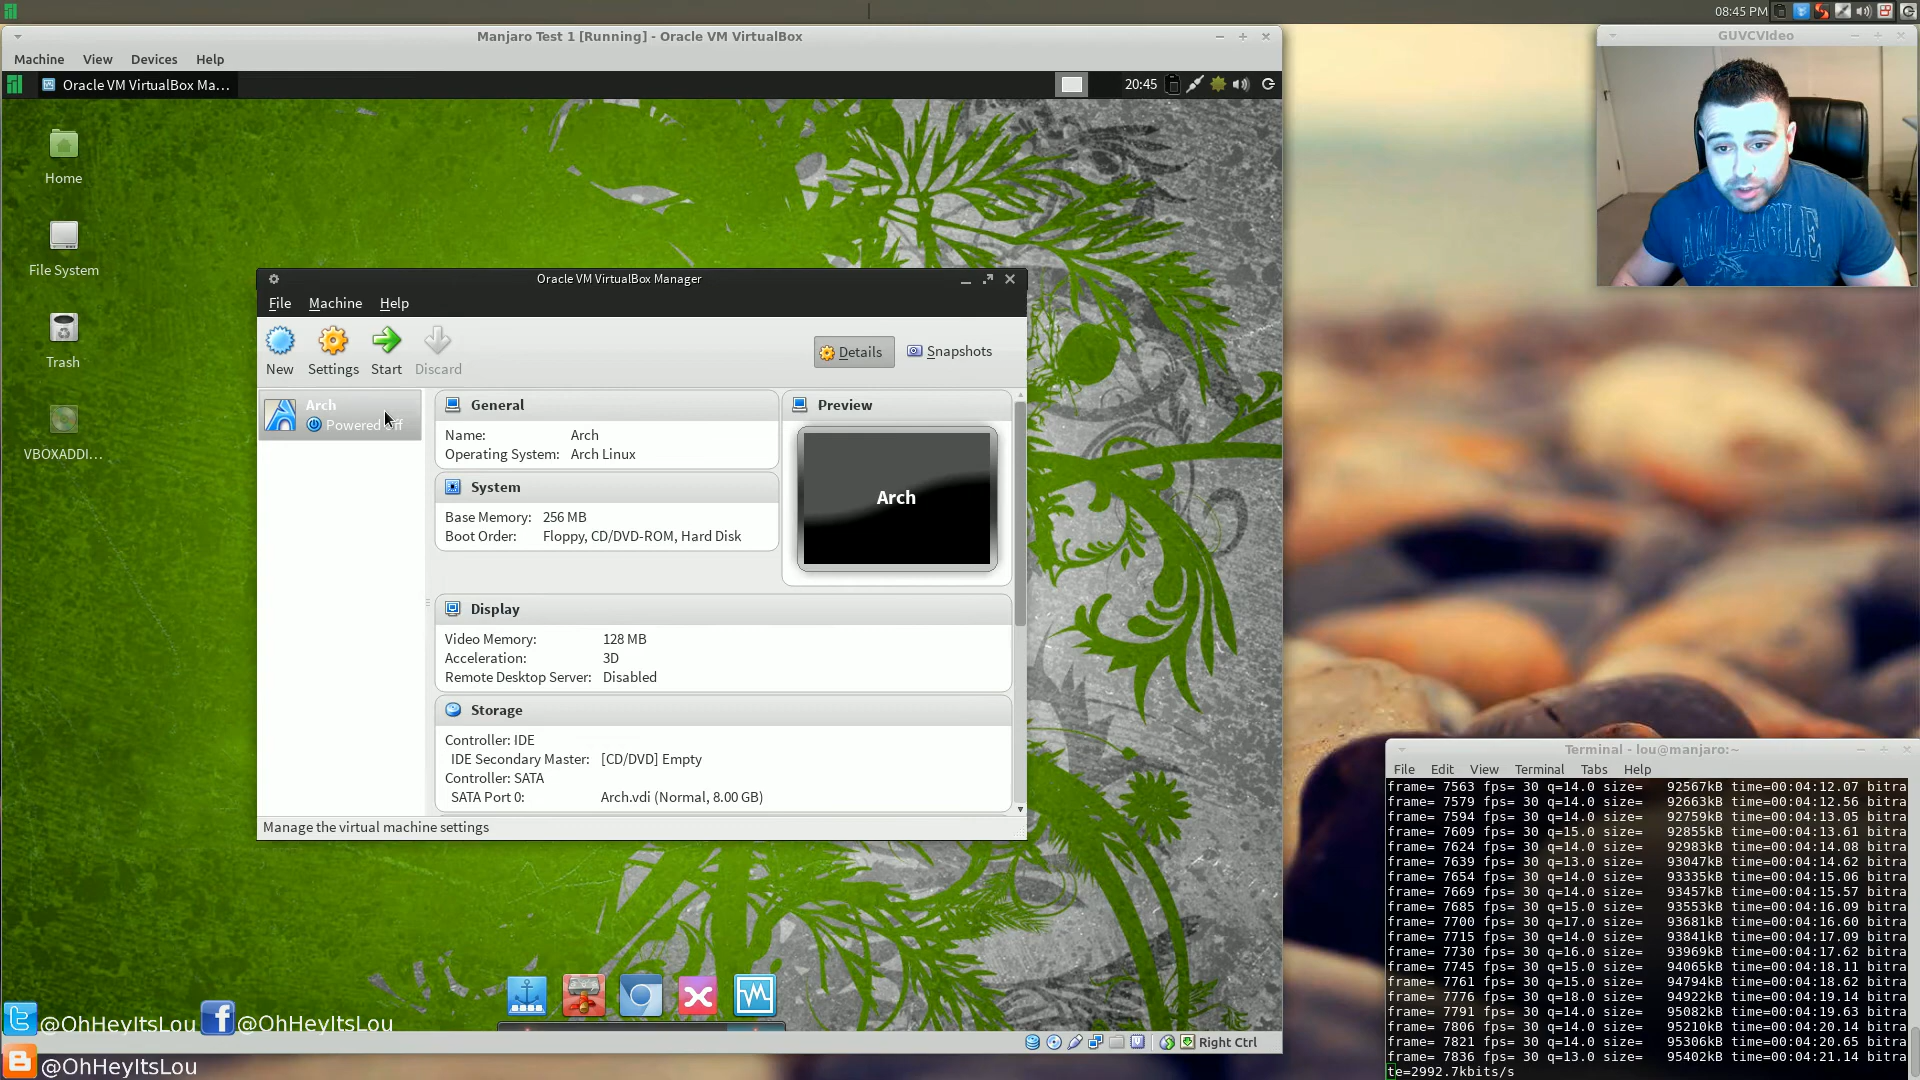 08:45 PM
Manjaro Test 1 [Running] - Oracle VM VirtualBox
Machine View Devices Help
Oracle VM VirtualBox Ma...
20:45
Home
File System
Trash
VBOXADDI...
Oracle VM VirtualBox Manager
File Machine Help
New Settings Start Discard
Details Snapshots
Arch
Powered Off
General
Name: Arch
Operating System: Arch Linux
System
Base Memory: 256 MB
Boot Order: Floppy, CD/DVD-ROM, Hard Disk
Preview
Arch
Display
Video Memory: 128 MB
Acceleration: 3D
Remote Desktop Server: Disabled
Storage
Controller: IDE
IDE Secondary Master: [CD/DVD] Empty
Controller: SATA
SATA Port 0: Arch.vdi (Normal, 8.00 GB)
Manage the virtual machine settings
@OhHeyItsLou @OhHeyItsLou
@OhHeyItsLou
Right Ctrl
GUVCVIdeo
AM EAGLE
Terminal - lou@manjaro:~
File Edit View Terminal Tabs Help
frame= 7563 fps= 30 q=14.0 size= 92567kB time=00:04:12.07 bitra
frame= 7579 fps= 30 q=14.0 size= 92663kB time=00:04:12.56 bitra
frame= 7594 fps= 30 q=14.0 size= 92759kB time=00:04:13.05 bitra
frame= 7609 fps= 30 q=15.0 size= 92855kB time=00:04:13.61 bitra
frame= 7624 fps= 30 q=14.0 size= 92983kB time=00:04:14.08 bitra
frame= 7639 fps= 30 q=13.0 size= 93047kB time=00:04:14.62 bitra
frame= 7654 fps= 30 q=14.0 size= 93335kB time=00:04:15.06 bitra
frame= 7669 fps= 30 q=14.0 size= 93457kB time=00:04:15.57 bitra
frame= 7685 fps= 30 q=15.0 size= 93553kB time=00:04:16.09 bitra
frame= 7700 fps= 30 q=17.0 size= 93681kB time=00:04:16.60 bitra
frame= 7715 fps= 30 q=14.0 size= 93841kB time=00:04:17.09 bitra
frame= 7730 fps= 30 q=16.0 size= 93969kB time=00:04:17.62 bitra
frame= 7745 fps= 30 q=15.0 size= 94065kB time=00:04:18.11 bitra
frame= 7761 fps= 30 q=15.0 size= 94794kB time=00:04:18.62 bitra
frame= 7776 fps= 30 q=18.0 size= 94922kB time=00:04:19.14 bitra
frame= 7791 fps= 30 q=14.0 size= 95082kB time=00:04:19.63 bitra
frame= 7806 fps= 30 q=14.0 size= 95210kB time=00:04:20.14 bitra
frame= 7821 fps= 30 q=14.0 size= 95306kB time=00:04:20.65 bitra
frame= 7836 fps= 30 q=13.0 size= 95402kB time=00:04:21.14 bitra
te=2992.7kbits/s